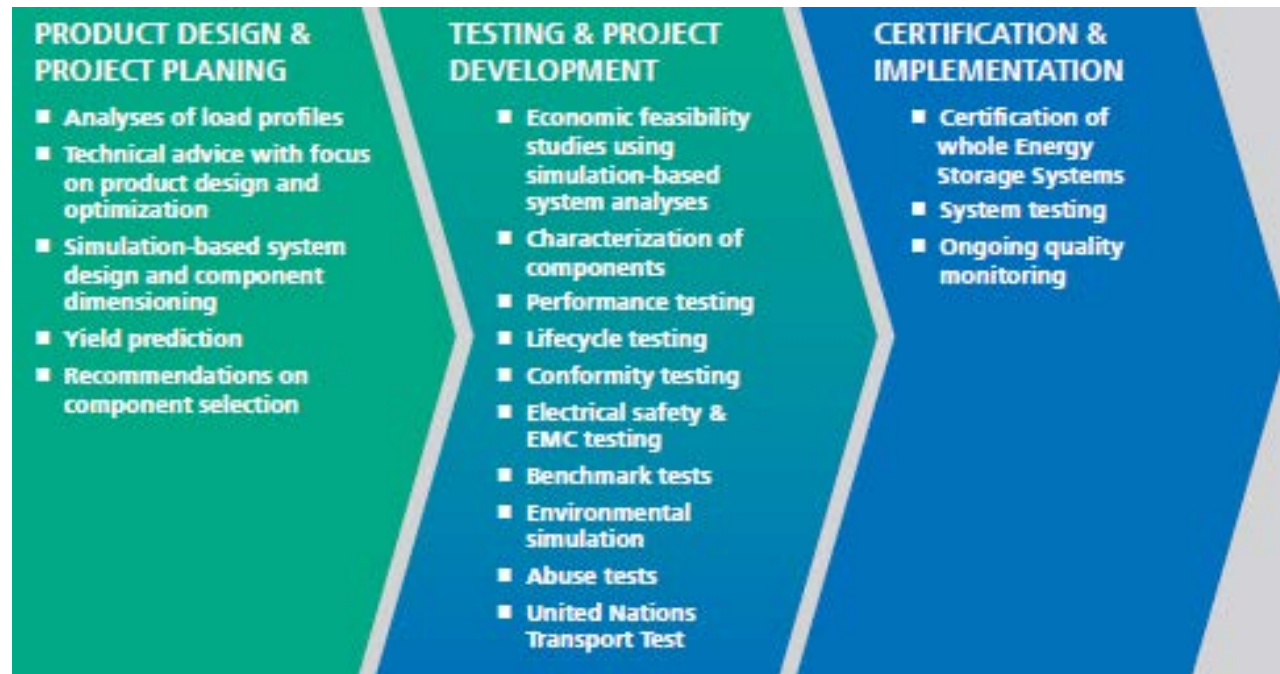 PRODUCT DESIGN &
PROJECT PLANING
■ Analyses of load profiles
■ Technical advice with focus
on product design and
optimization
■ Simulation-based system
design and component
dimensioning
■ Yield prediction
■ Recommendations on
component selection
TESTING & PROJECT
DEVELOPMENT
■ Economic feasibility
studies using
simulation-based
system analyses
■ Characterization of
components
■ Performance testing
■ Lifecycle testing
■ Conformity testing
■ Electrical safety &
EMC testing
■ Benchmark tests
■ Environmental
simulation
■ Abuse tests
■ United Nations
Transport Test
CERTIFICATION &
IMPLEMENTATION
■ Certification of
whole Energy
Storage Systems
■ System testing
■ Ongoing quality
monitoring